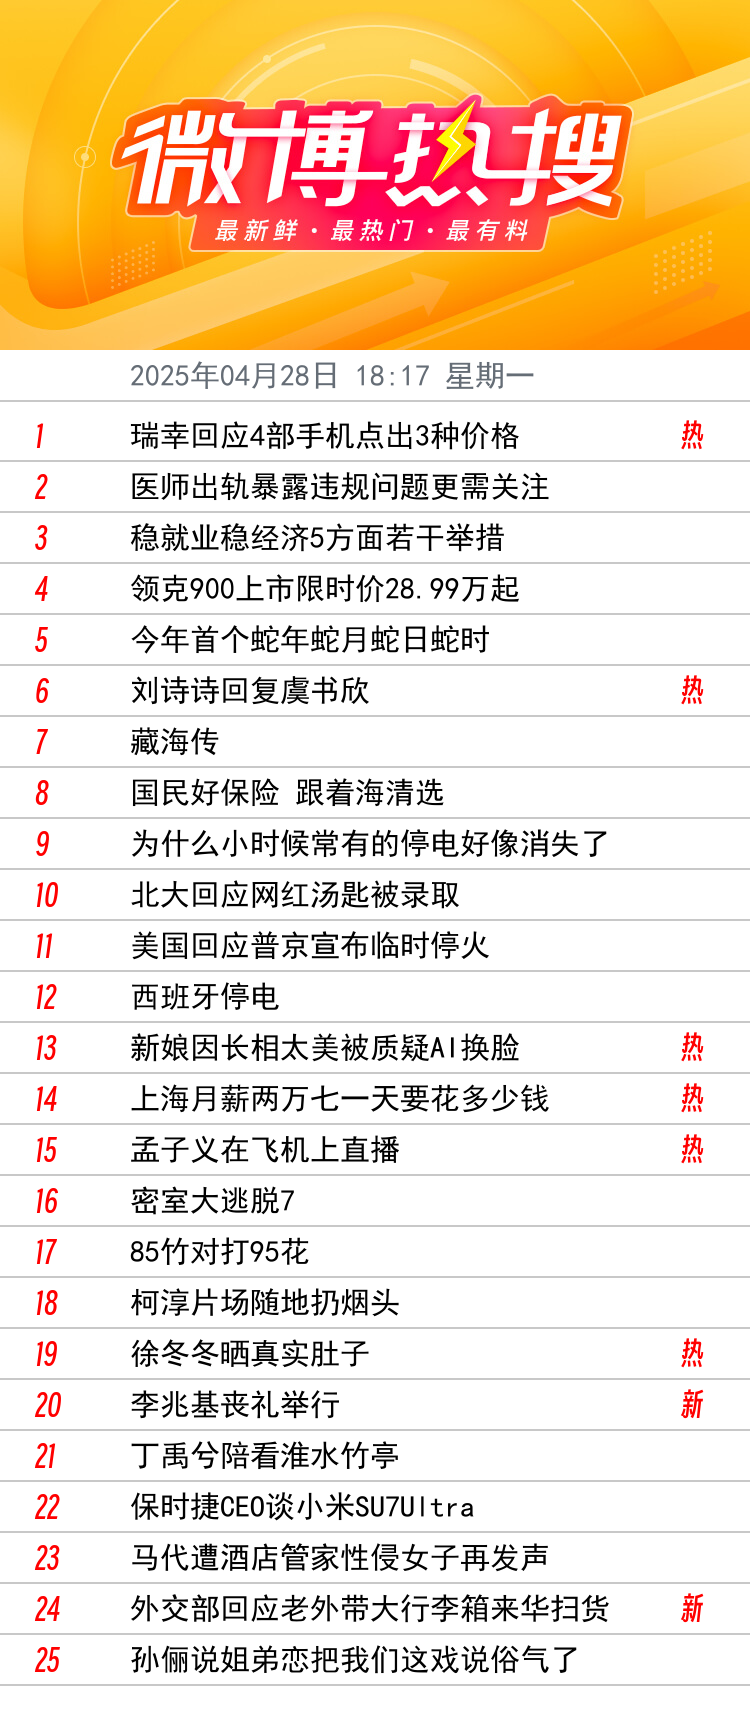 微博热搜
最新鲜·最热门·最有料
2025年04月28日 18:17 星期一
1 瑞幸回应4部手机点出3种价格 热
2 医师出轨暴露违规问题更需关注
3 稳就业稳经济5方面若干举措
4 领克900上市限时价28.99万起
5 今年首个蛇年蛇月蛇日蛇时
6 刘诗诗回复虞书欣 热
7 藏海传
8 国民好保险 跟着海清选
9 为什么小时候常有的停电好像消失了
10 北大回应网红汤匙被录取
11 美国回应普京宣布临时停火
12 西班牙停电
13 新娘因长相太美被质疑AI换脸 热
14 上海月薪两万七一天要花多少钱 热
15 孟子义在飞机上直播 热
16 密室大逃脱7
17 85竹对打95花
18 柯淳片场随地扔烟头
19 徐冬冬晒真实肚子 热
20 李兆基丧礼举行 新
21 丁禹兮陪看淮水竹亭
22 保时捷CEO谈小米SU7Ultra
23 马代遭酒店管家性侵女子再发声
24 外交部回应老外带大行李箱来华扫货 新
25 孙俪说姐弟恋把我们这戏说俗气了